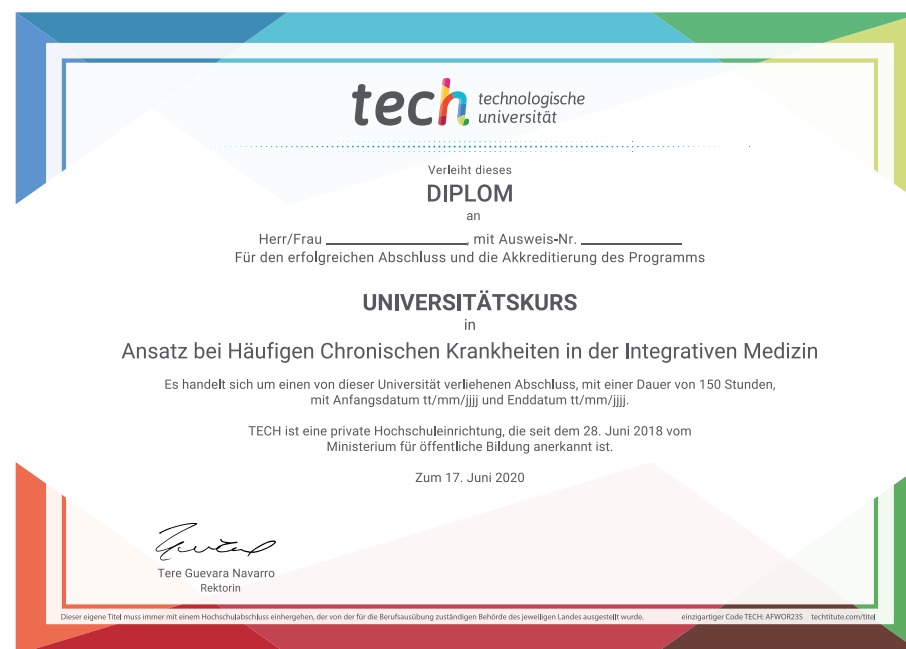 tech technologische
universität
Verleiht dieses
DIPLOM
an
Herr/Frau ____________, mit Ausweis-Nr. ____________
Für den erfolgreichen Abschluss und die Akkreditierung des Programms
UNIVERSITÄTSKURS
in
Ansatz bei Häufigen Chronischen Krankheiten in der Integrativen Medizin
Es handelt sich um einen von dieser Universität verliehenen Abschluss, mit einer Dauer von 150 Stunden,
mit Anfangsdatum tt/mm/jjjj und Enddatum tt/mm/jjjj.
TECH ist eine private Hochschuleinrichtung, die seit dem 28. Juni 2018 vom
Ministerium für öffentliche Bildung anerkannt ist.
Zum 17. Juni 2020
Tere Guevara Navarro
Rektorin
Dieser eigene Titel muss immer mit einem Hochschulabschluss einhergehen, der von der für die Berufsausübung zuständigen Behörde des jeweiligen Landes ausgestellt wurde. einzigartiger Code TECH: AFWOR23S techtitute.com/titel